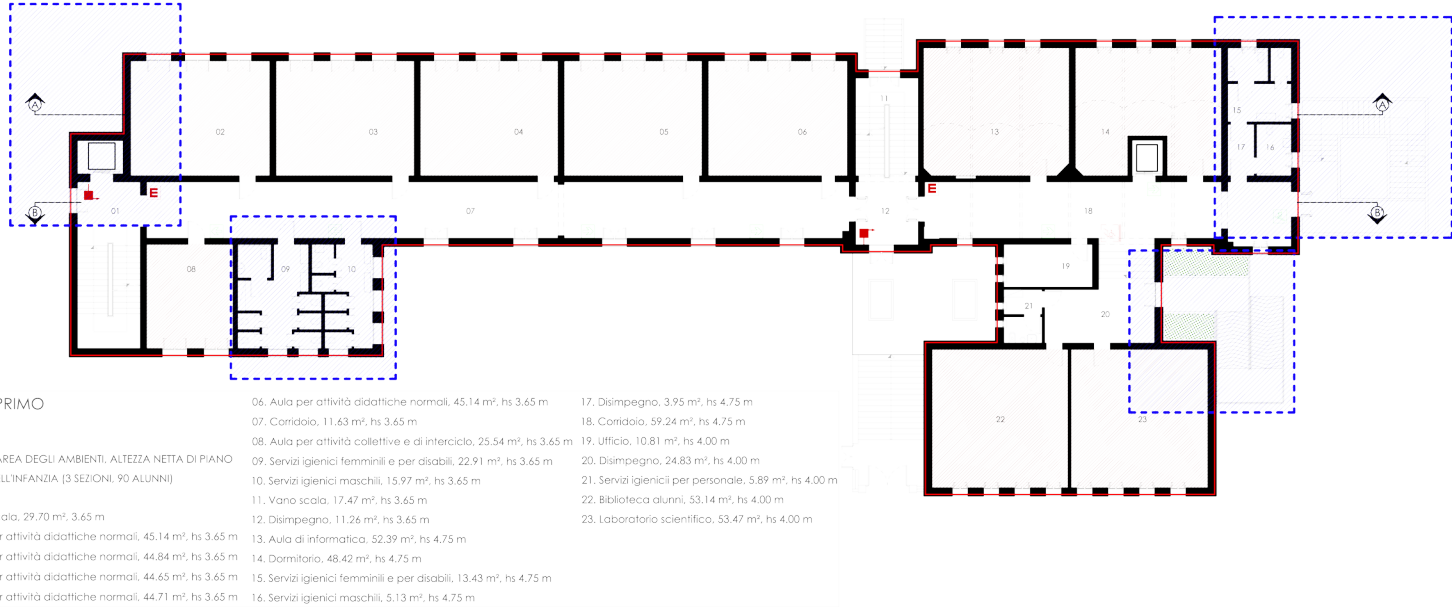 A
A
B
B
E
E
01
02
03
04
05
06
07
08
09
10
11
12
13
14
15
16
17
18
19
20
21
22
23
PRIMO
AREA DEGLI AMBIENTI, ALTEZZA NETTA DI PIANO
LL'INFANZIA (3 SEZIONI, 90 ALUNNI)
ala, 29.70 m², 3.65 m
r attività didattiche normali, 45.14 m², hs 3.65 m
r attività didattiche normali, 44.84 m², hs 3.65 m
r attività didattiche normali, 44.65 m², hs 3.65 m
r attività didattiche normali, 44.71 m², hs 3.65 m
06. Aula per attività didattiche normali, 45.14 m², hs 3.65 m
07. Corridoio, 11.63 m², hs 3.65 m
08. Aula per attività collettive e di interciclo, 25.54 m², hs 3.65 m
09. Servizi igienici femminili e per disabili, 22.91 m², hs 3.65 m
10. Servizi igienici maschili, 15.97 m², hs 3.65 m
11. Vano scala, 17.47 m², hs 3.65 m
12. Disimpegno, 11.26 m², hs 3.65 m
13. Aula di informatica, 52.39 m², hs 4.75 m
14. Dormitorio, 48.42 m², hs 4.75 m
15. Servizi igienici femminili e per disabili, 13.43 m², hs 4.75 m
16. Servizi igienici maschili, 5.13 m², hs 4.75 m
17. Disimpegno, 3.95 m², hs 4.75 m
18. Corridoio, 59.24 m², hs 4.75 m
19. Ufficio, 10.81 m², hs 4.00 m
20. Disimpegno, 24.83 m², hs 4.00 m
21. Servizi igienicii per personale, 5.89 m², hs 4.00 m
22. Biblioteca alunni, 53.14 m², hs 4.00 m
23. Laboratorio scientifico, 53.47 m², hs 4.00 m